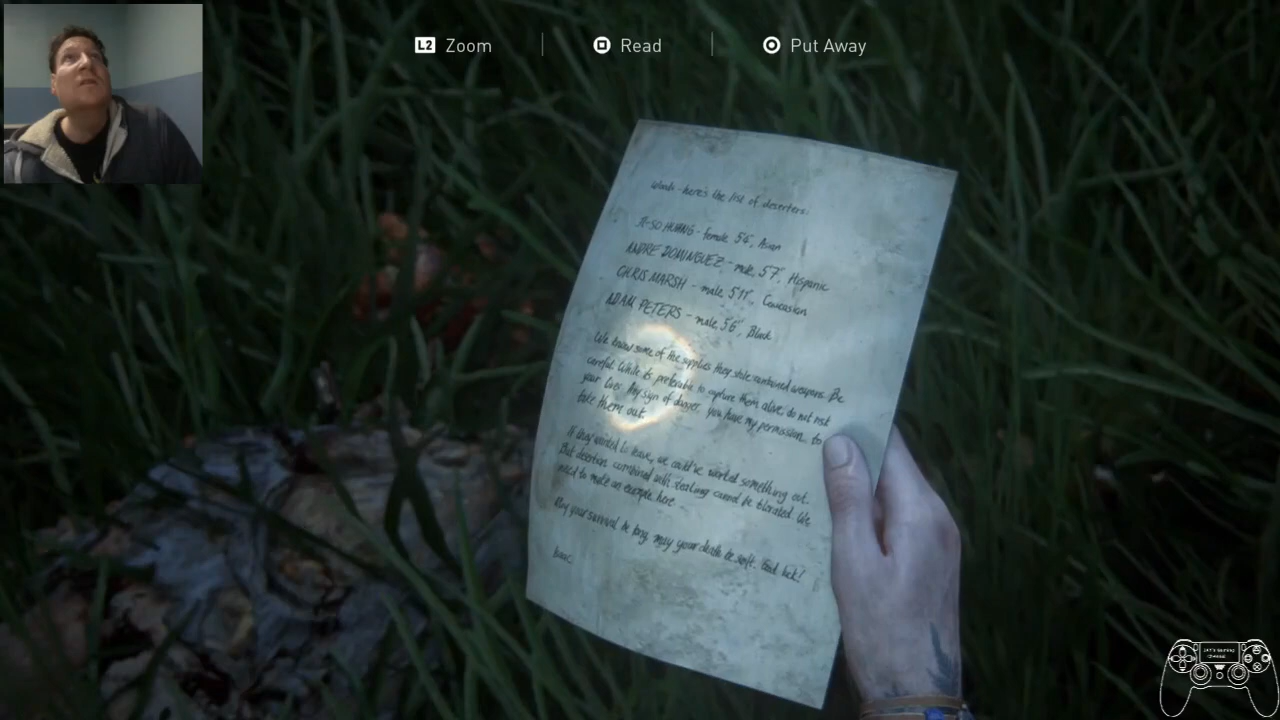 L2 Zoom | Read | Put Away
here's the list of deserters:
JI-SO HUANG - female 5'4", Asian
ANDRE DOMINGUEZ - male, 5'7", Hispanic
CHRIS MARSH - male 5'11", Caucasian
ADAM PETERS - male 5'6", Black
We know some of the supplies they stole contained weapons. Be
careful. While its preferable to capture them alive, do not risk
your lives. Any sign of danger, you have my permission to
take them out.
If they wanted to leave, we could've worked something out.
But desertion combined with stealing cannot be tolerated. We
need to make an example here.
May your survival be long, may your death be soft. Good luck!
Isaac.